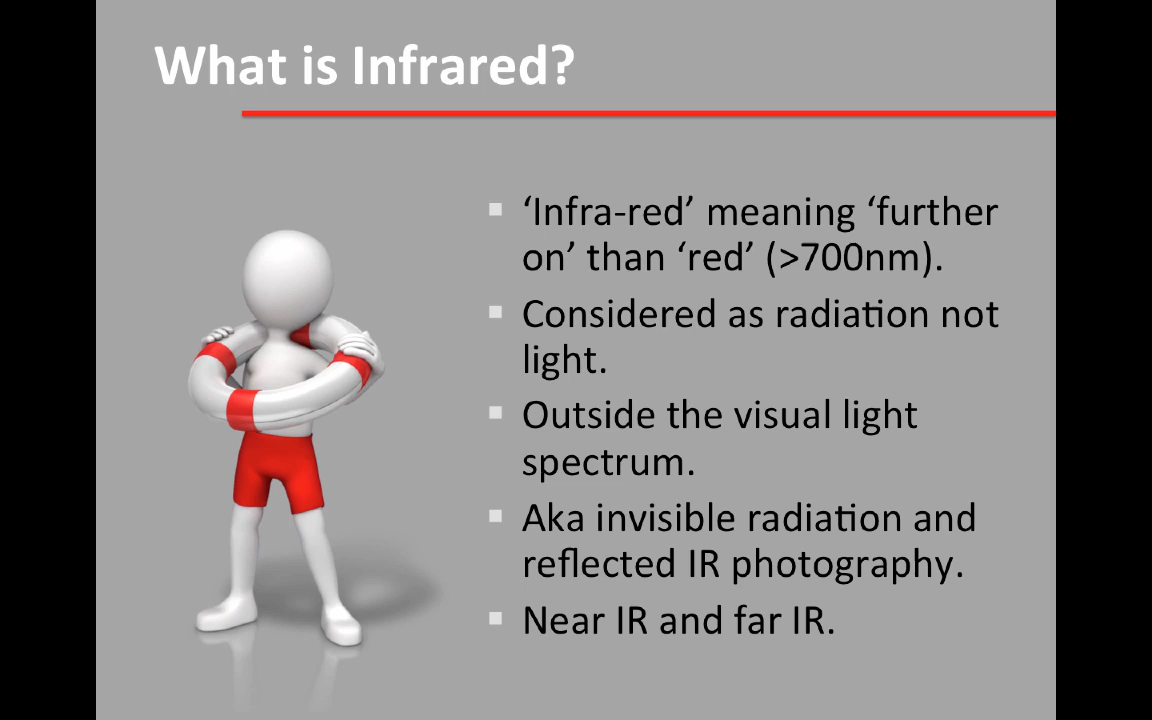 What is Infrared?
▪ ‘Infra-red’ meaning ‘further
on’ than ‘red’ (>700nm).
▪ Considered as radiation not
light.
▪ Outside the visual light
spectrum.
▪ Aka invisible radiation and
reflected IR photography.
▪ Near IR and far IR.